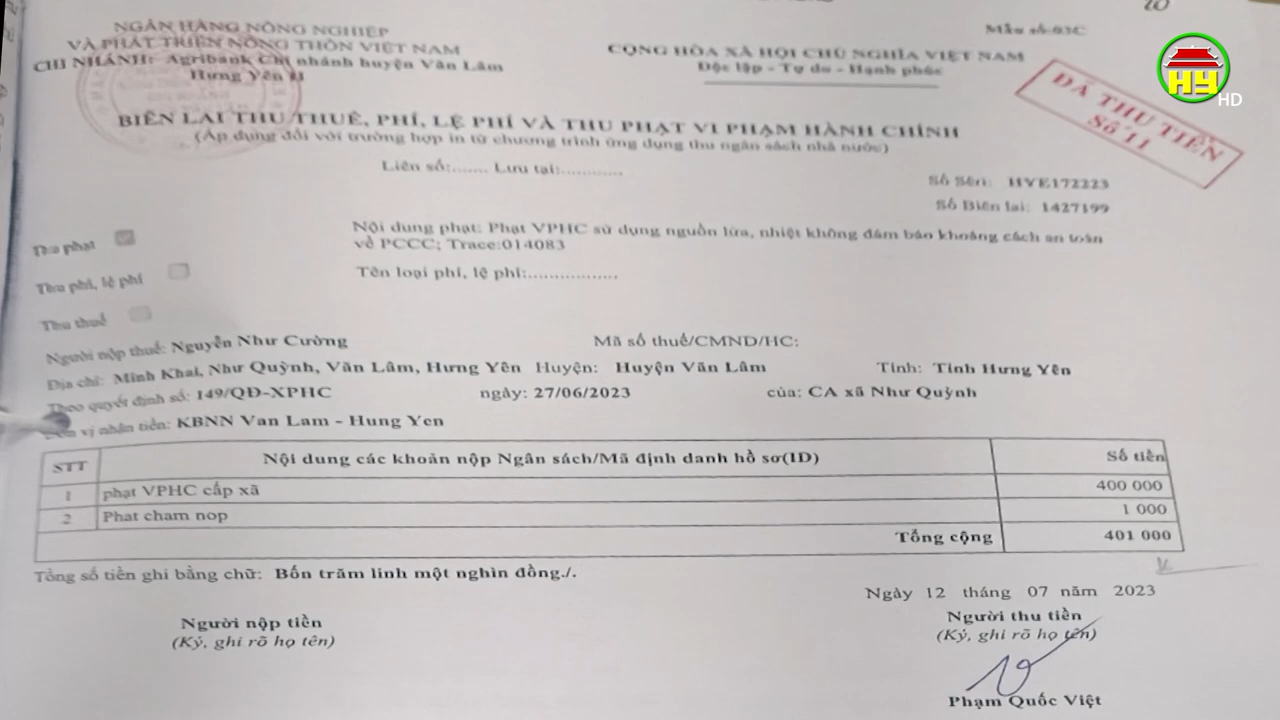 NGÂN HÀNG NÔNG NGHIỆP
VÀ PHÁT TRIỂN NÔNG THÔN VIỆT NAM
CHI NHÁNH: Agribank Chi nhánh huyện Văn Lâm
Hưng Yên II
Mẫu số 03C
CỘNG HÒA XÃ HỘI CHỦ NGHĨA VIỆT NAM
Độc lập - Tự do - Hạnh phúc
HY
HD
ĐÃ THU TIỀN
Số 11
BIÊN LAI THU THUẾ, PHÍ, LỆ PHÍ VÀ THU PHẠT VI PHẠM HÀNH CHÍNH
(Áp dụng đối với trường hợp in từ chương trình ứng dụng thu ngân sách nhà nước)
Liên số:....... Lưu tại:............
Số Sêri: HYE172223
Số Biên lai: 1427199
Thu phạt
Nội dung phạt: Phạt VPHC sử dụng nguồn lửa, nhiệt không đảm bảo khoảng cách an toàn
về PCCC; Trace:014083
Thu phí, lệ phí
Tên loại phí, lệ phí:.................
Thu thuế
Người nộp thuế: Nguyễn Như Cường Mã số thuế/CMND/HC:
Địa chỉ: Minh Khai, Như Quỳnh, Văn Lâm, Hưng Yên Huyện: Huyện Văn Lâm Tỉnh: Tỉnh Hưng Yên
Theo quyết định số: 149/QĐ-XPHC ngày: 27/06/2023 của: CA xã Như Quỳnh
vị nhận tiền: KBNN Van Lam - Hung Yen
STT Nội dung các khoản nộp Ngân sách/Mã định danh hồ sơ(ID) Số tiền
1 phạt VPHC cấp xã 400 000
2 Phat cham nop 1 000
Tổng cộng 401 000
Tổng số tiền ghi bằng chữ: Bốn trăm linh một nghìn đồng./.
Ngày 12 tháng 07 năm 2023
Người nộp tiền Người thu tiền
(Ký, ghi rõ họ tên) (Ký, ghi rõ họ tên)
Phạm Quốc Việt